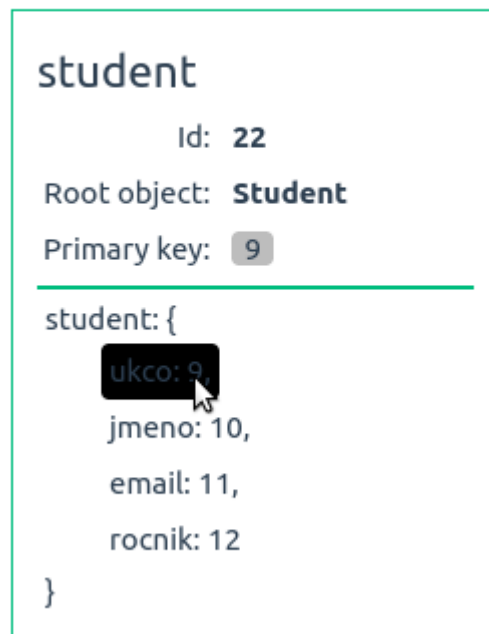 student
Id: 22
Root object: Student
Primary key: 9
student: {
ukco: 9,
jmeno: 10,
email: 11,
rocnik: 12
}